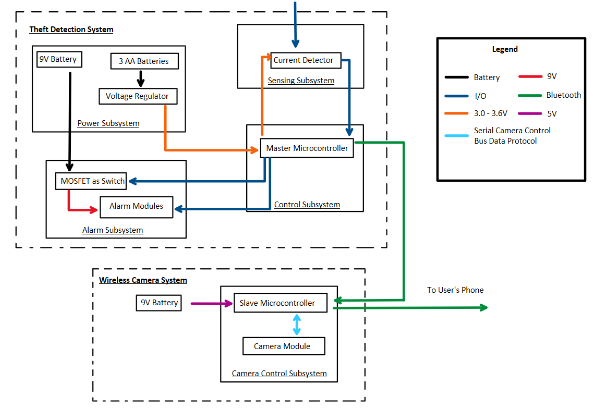 Theft Detection System
9V Battery
3 AA Batteries
Voltage Regulator
Power Subsystem
Current Detector
Sensing Subsystem
Master Microcontroller
Control Subsystem
MOSFET as Switch
Alarm Modules
Alarm Subsystem
Legend
Battery
9V
I/O
Bluetooth
3.0 - 3.6V
5V
Serial Camera Control
Bus Data Protocol
Wireless Camera System
9V Battery
Slave Microcontroller
Camera Module
Camera Control Subsystem
To User's Phone